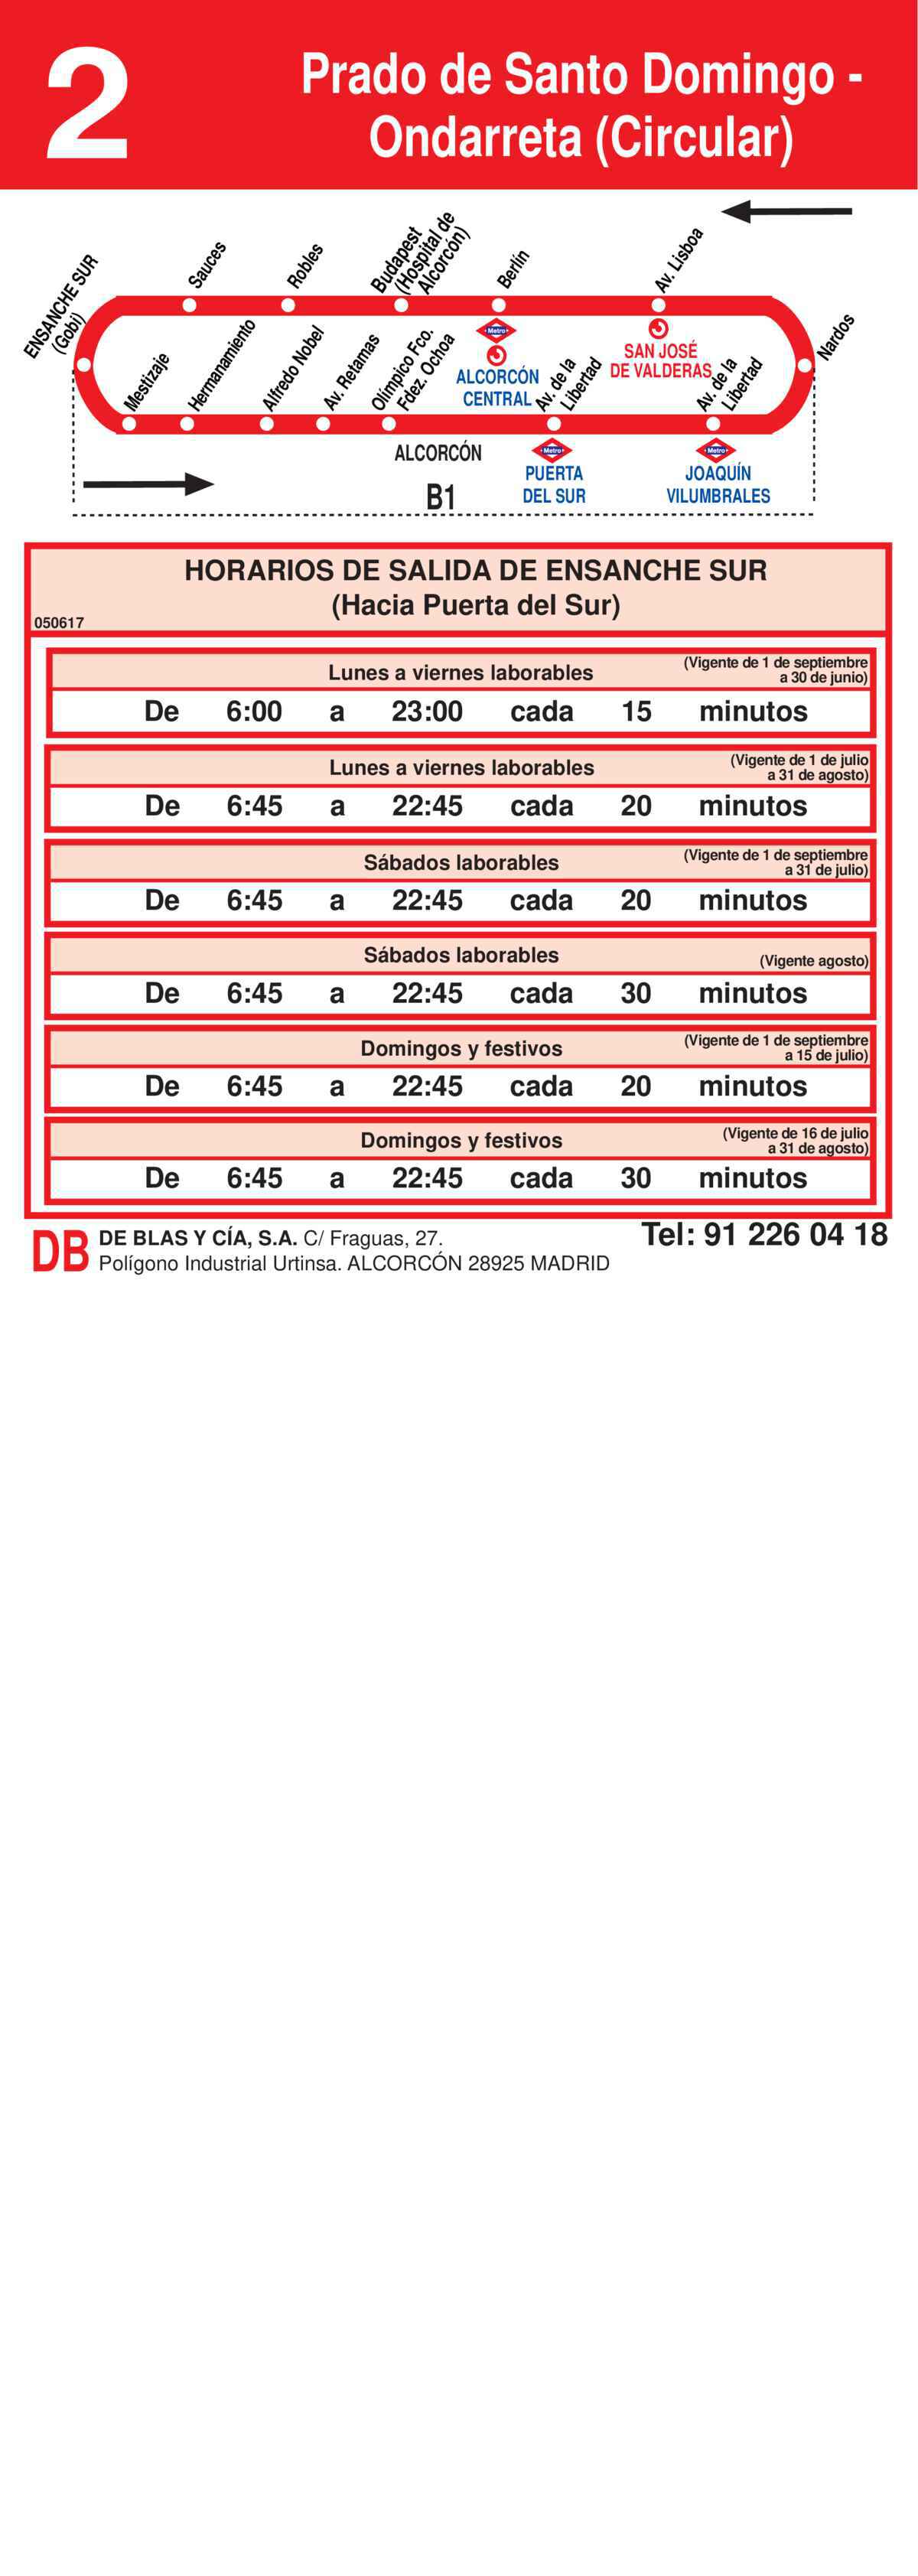 2
Prado de Santo Domingo -
Ondarreta (Circular)
ENSANCHE SUR
(Gobi)
Sauces
Robles
Budapest
(Hospital de
Alcorcón)
Berlín
Av. Lisboa
Nardos
Metro
ALCORCÓN
CENTRAL
SAN JOSÉ
DE VALDERAS
Mestizaje
Hermanamiento
Alfredo Nobel
Av. Retamas
Olímpico Fco.
Fdez. Ochoa
Av. de la
Libertad
Av. de la
Libertad
ALCORCÓN
B1
Metro
PUERTA
DEL SUR
Metro
JOAQUÍN
VILUMBRALES
HORARIOS DE SALIDA DE ENSANCHE SUR
(Hacia Puerta del Sur)
050617
Lunes a viernes laborables (Vigente de 1 de septiembre
a 30 de junio)
De 6:00 a 23:00 cada 15 minutos
Lunes a viernes laborables (Vigente de 1 de julio
a 31 de agosto)
De 6:45 a 22:45 cada 20 minutos
Sábados laborables (Vigente de 1 de septiembre
a 31 de julio)
De 6:45 a 22:45 cada 20 minutos
Sábados laborables (Vigente agosto)
De 6:45 a 22:45 cada 30 minutos
Domingos y festivos (Vigente de 1 de septiembre
a 15 de julio)
De 6:45 a 22:45 cada 20 minutos
Domingos y festivos (Vigente de 16 de julio
a 31 de agosto)
De 6:45 a 22:45 cada 30 minutos
DB
DE BLAS Y CÍA, S.A. C/ Fraguas, 27.
Polígono Industrial Urtinsa. ALCORCÓN 28925 MADRID
Tel: 91 226 04 18